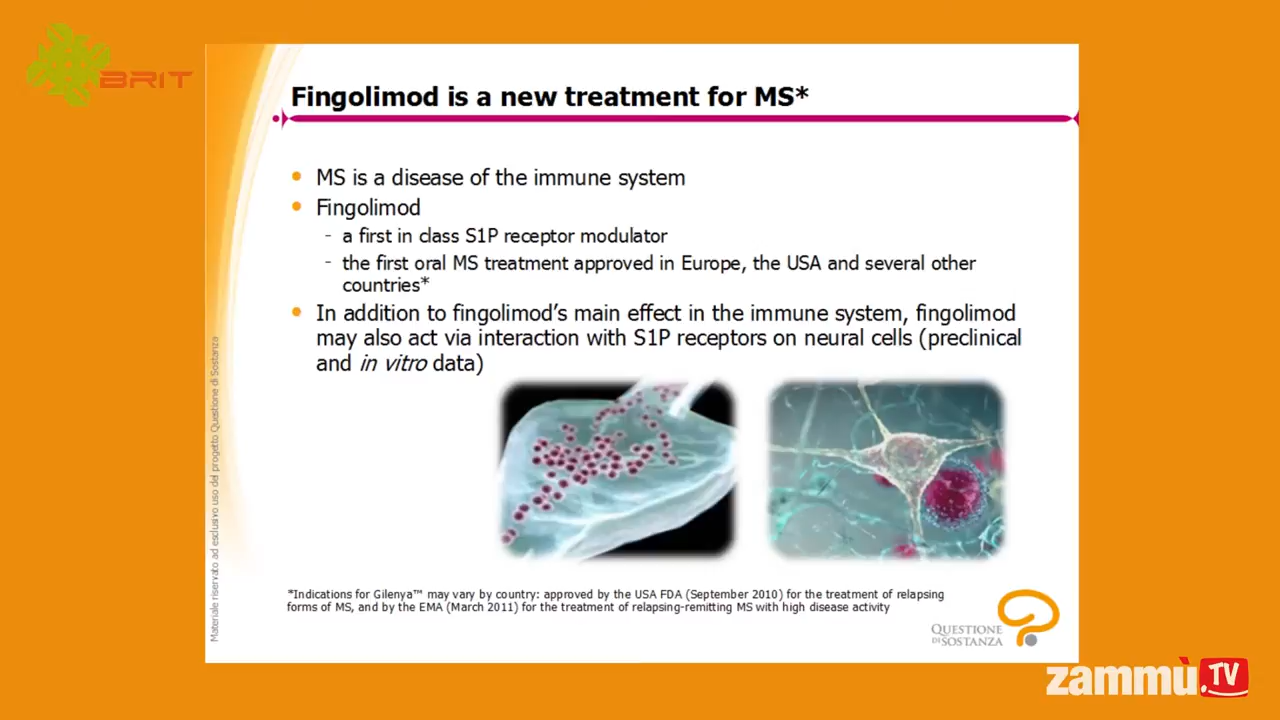 BRIT
Fingolimod is a new treatment for MS*
• MS is a disease of the immune system
• Fingolimod
- a first in class S1P receptor modulator
- the first oral MS treatment approved in Europe, the USA and several other
countries*
• In addition to fingolimod’s main effect in the immune system, fingolimod
may also act via interaction with S1P receptors on neural cells (preclinical
and in vitro data)
Materiale riservato ad esclusivo uso del progetto Questione di Sostanza
*Indications for Gilenya™ may vary by country: approved by the USA FDA (September 2010) for the treatment of relapsing
forms of MS, and by the EMA (March 2011) for the treatment of relapsing-remitting MS with high disease activity
QUESTIONE
DI SOSTANZA
zammù.TV